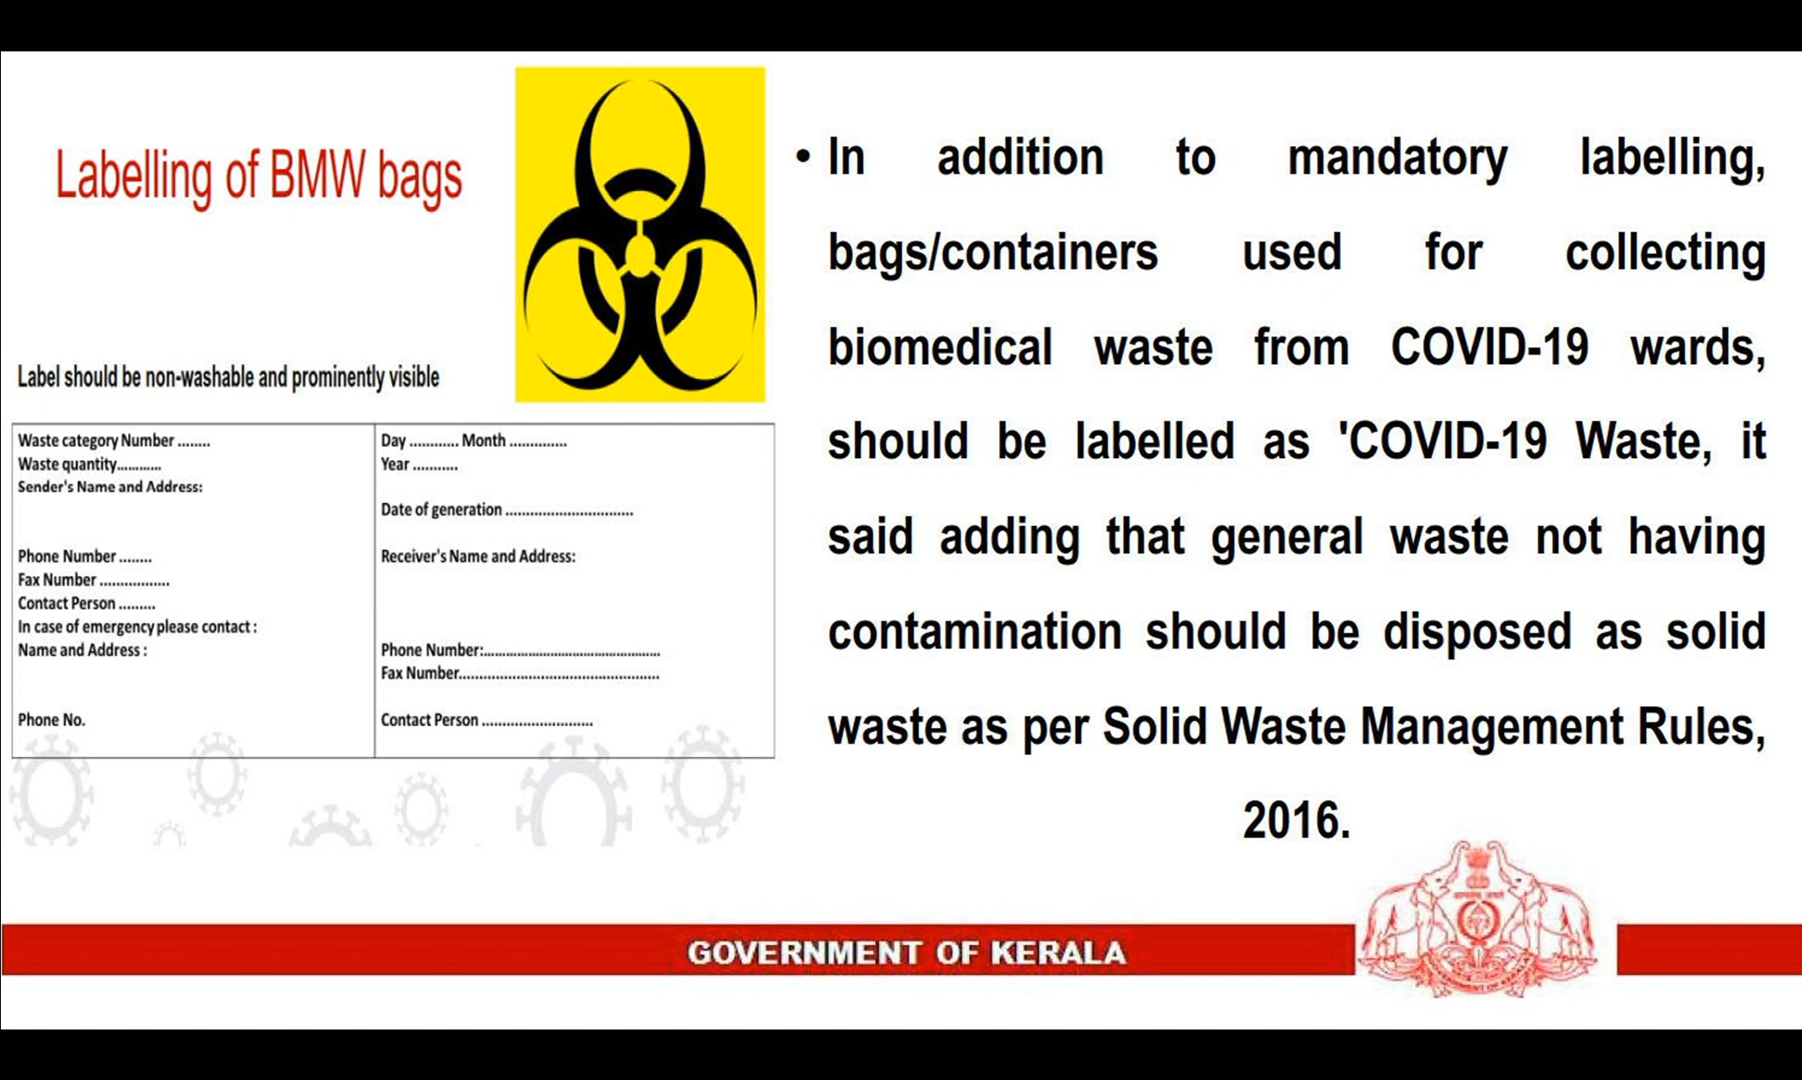 Labelling of BMW bags
Label should be non-washable and prominently visible
Waste category Number ........
Waste quantity...........
Sender's Name and Address:
Phone Number ........
Fax Number .................
Contact Person .........
In case of emergency please contact :
Name and Address :
Phone No.
Day ............ Month ..............
Year ...........
Date of generation ...............................
Receiver's Name and Address:
Phone Number:...........................................
Fax Number................................................
Contact Person ...........................
• In addition to mandatory labelling,
bags/containers used for collecting
biomedical waste from COVID-19 wards,
should be labelled as 'COVID-19 Waste, it
said adding that general waste not having
contamination should be disposed as solid
waste as per Solid Waste Management Rules,
2016.
GOVERNMENT OF KERALA